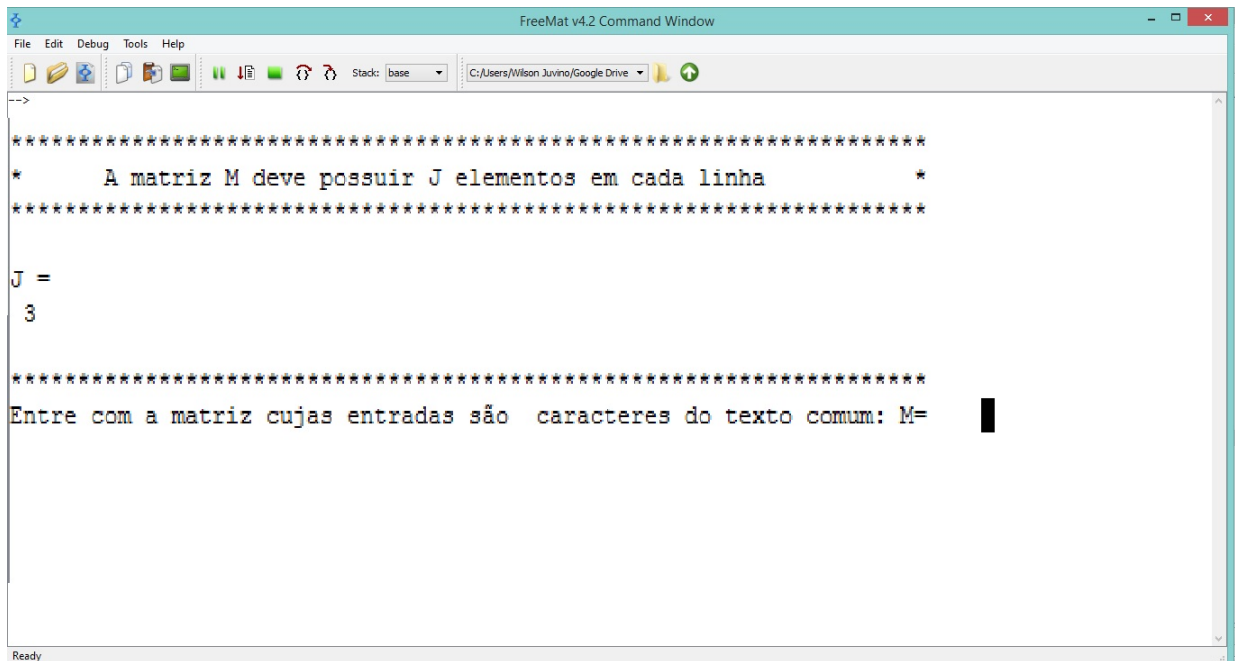 FreeMat v4.2 Command Window
File Edit Debug Tools Help
Stack: base C:/Users/Wilson Juvino/Google Drive
-->
********************************************************************
* A matriz M deve possuir J elementos em cada linha *
********************************************************************
J =
3
********************************************************************
Entre com a matriz cujas entradas são caracteres do texto comum: M=
Ready